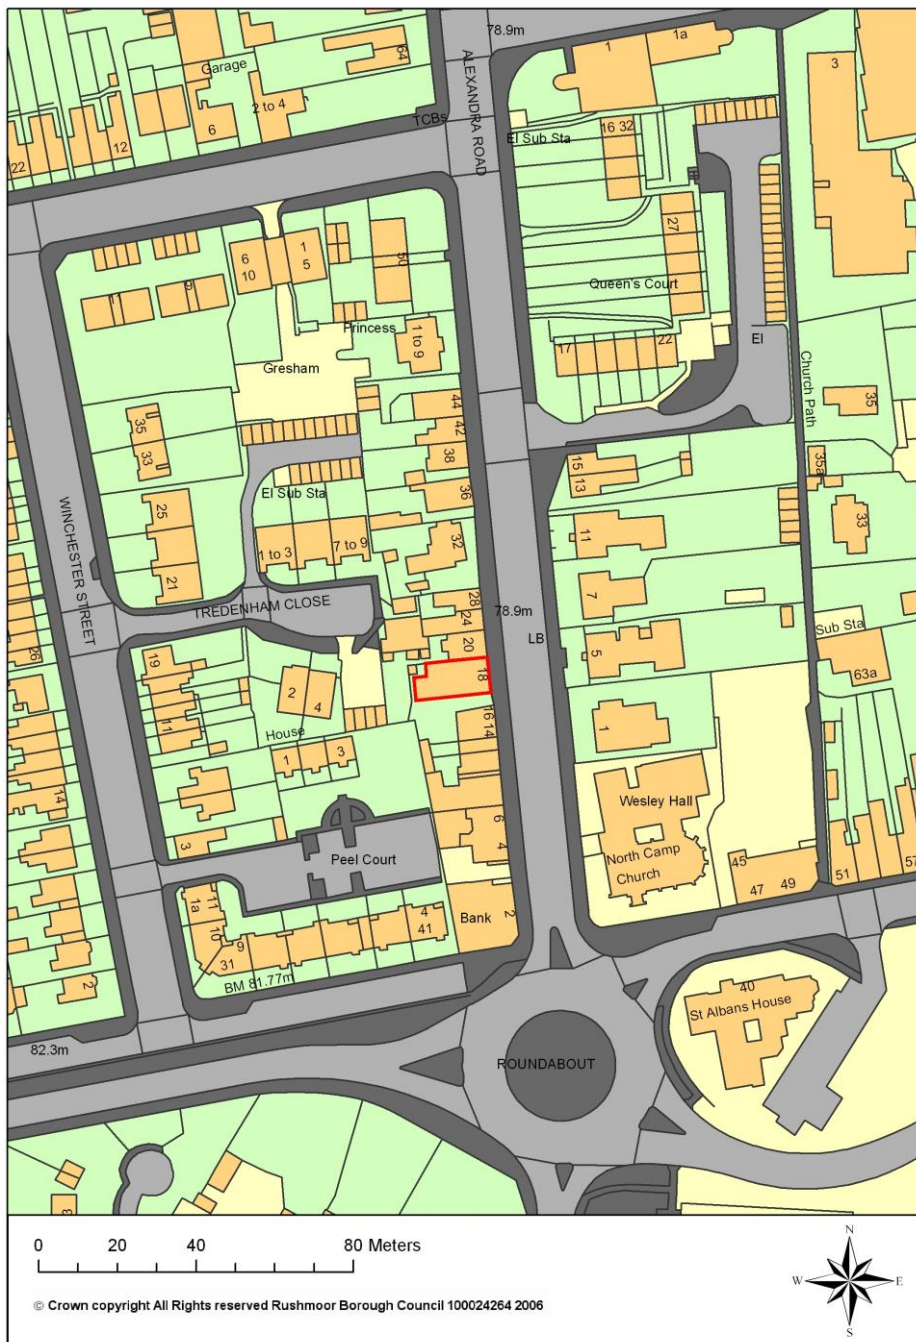 78.9m
1
1a
3
64
Garage
2 to 4
6
12
22
TCBs
ALEXANDRA ROAD
El Sub Sta
16 32
27
Queen's Court
17
22
El
Church Path
6
10
1
5
50
11
9
Princess
1 to 9
Gresham
44
42
38
36
32
35
33
25
21
El Sub Sta
1 to 3
7 to 9
WINCHESTER STREET
TREDENHAM CLOSE
28
24
20
18
16 14
78.9m
LB
15
13
11
7
5
1
35
35a
33
Sub Sta
63a
26
19
11
2
4
House
1
3
14
3
2
Peel Court
6
4
Wesley Hall
North Camp
Church
45
47
49
51
57
1a
11
10
9
31
4
41
Bank
2
BM 81.77m
82.3m
40
St Albans House
ROUNDABOUT
3
0 20 40 80 Meters
N
W
E
S
© Crown copyright All Rights reserved Rushmoor Borough Council 100024264 2006